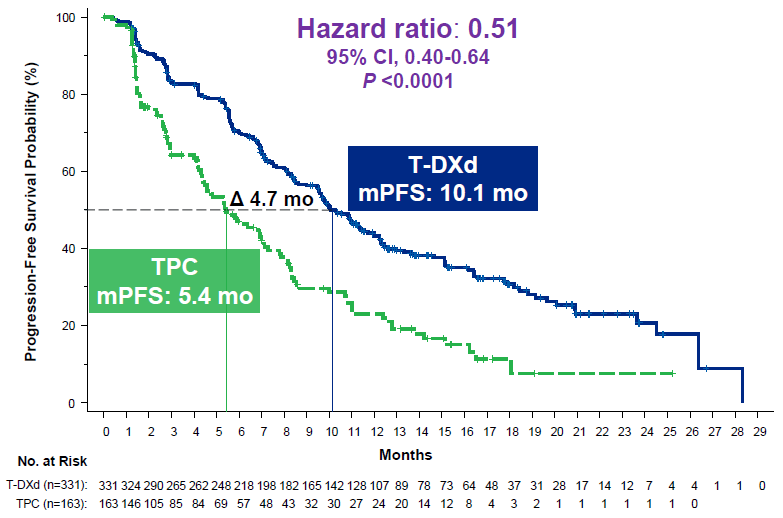 Hazard ratio: 0.51
95% CI, 0.40-0.64
P <0.0001
Progression-Free Survival Probability (%)
100
80
60
40
20
0
T-DXd
mPFS: 10.1 mo
Δ 4.7 mo
TPC
mPFS: 5.4 mo
0 1 2 3 4 5 6 7 8 9 10 11 12 13 14 15 16 17 18 19 20 21 22 23 24 25 26 27 28 29
Months
No. at Risk
T-DXd (n=331): 331 324 290 265 262 248 218 198 182 165 142 128 107 89 78 73 64 48 37 31 28 17 14 12 7 4 4 1 1 0
TPC (n=163): 163 146 105 85 84 69 57 48 43 32 30 27 24 20 14 12 8 4 3 2 1 1 1 1 1 1 0